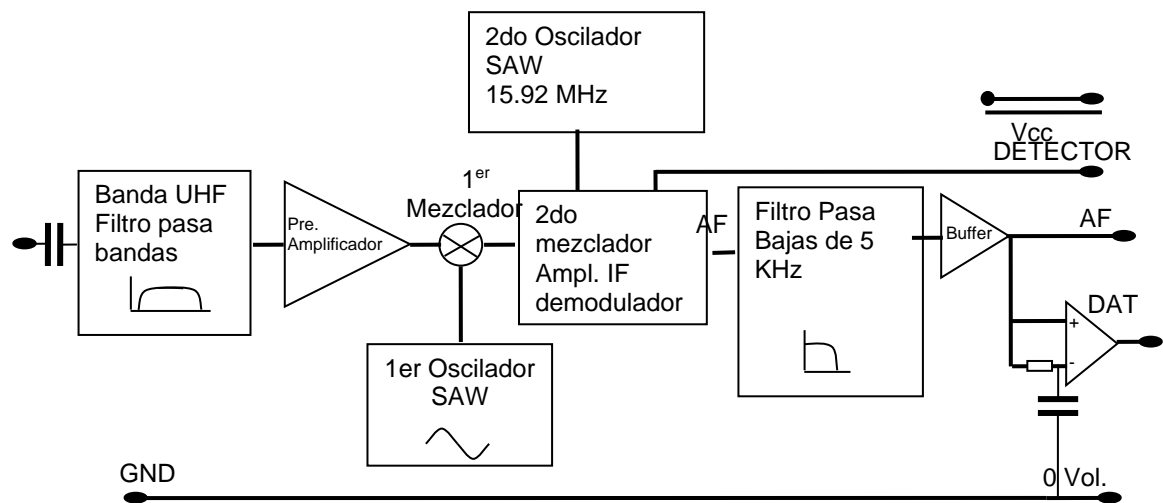 2do Oscilador
SAW
15.92 MHz
Vcc
DETECTOR
Banda UHF
Filtro pasa
bandas
Pre.
Amplificador
1er
Mezclador
2do
mezclador
Ampl. IF
demodulador
AF
Filtro Pasa
Bajas de 5
KHz
Buffer
AF
DAT
+
-
1er Oscilador
SAW
GND
0 Vol.